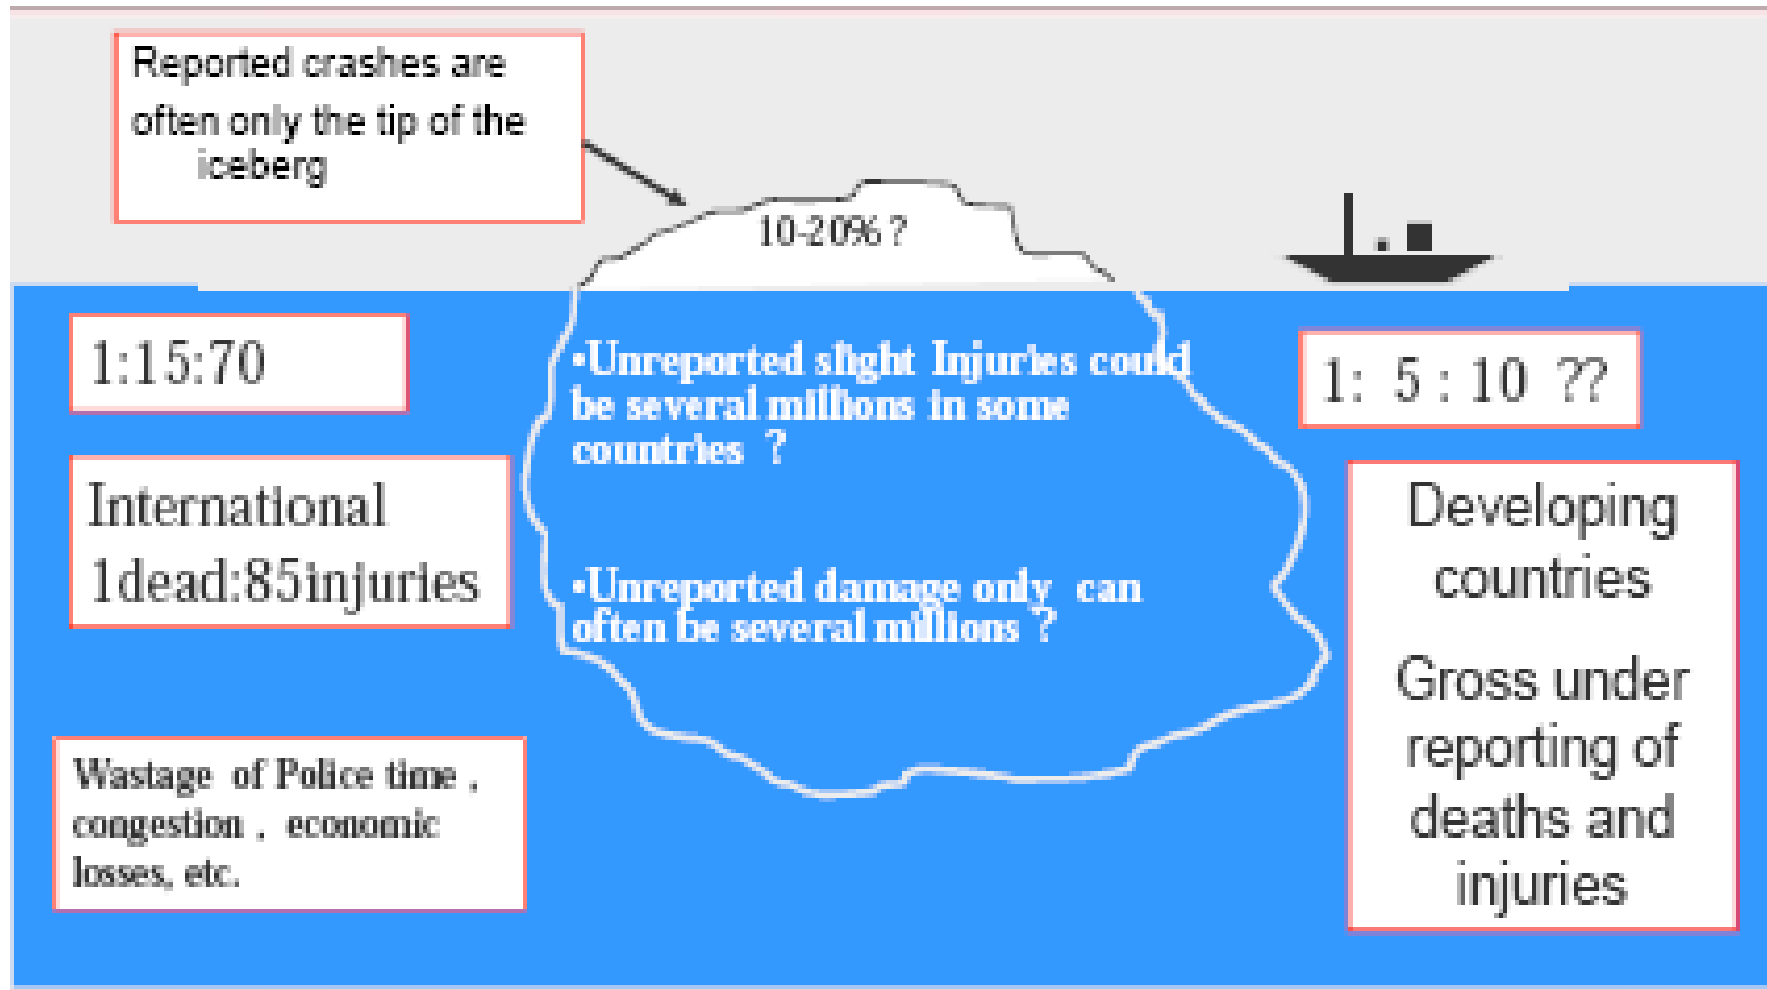 Reported crashes are
often only the tip of the
iceberg
10-20% ?
1:15:70
International
1dead:85injuries
Wastage of Police time ,
congestion , economic
losses, etc.
•Unreported slight Injuries could
be several millions in some
countries ?
•Unreported damage only can
often be several millions ?
1: 5 : 10 ??
Developing
countries
Gross under
reporting of
deaths and
injuries